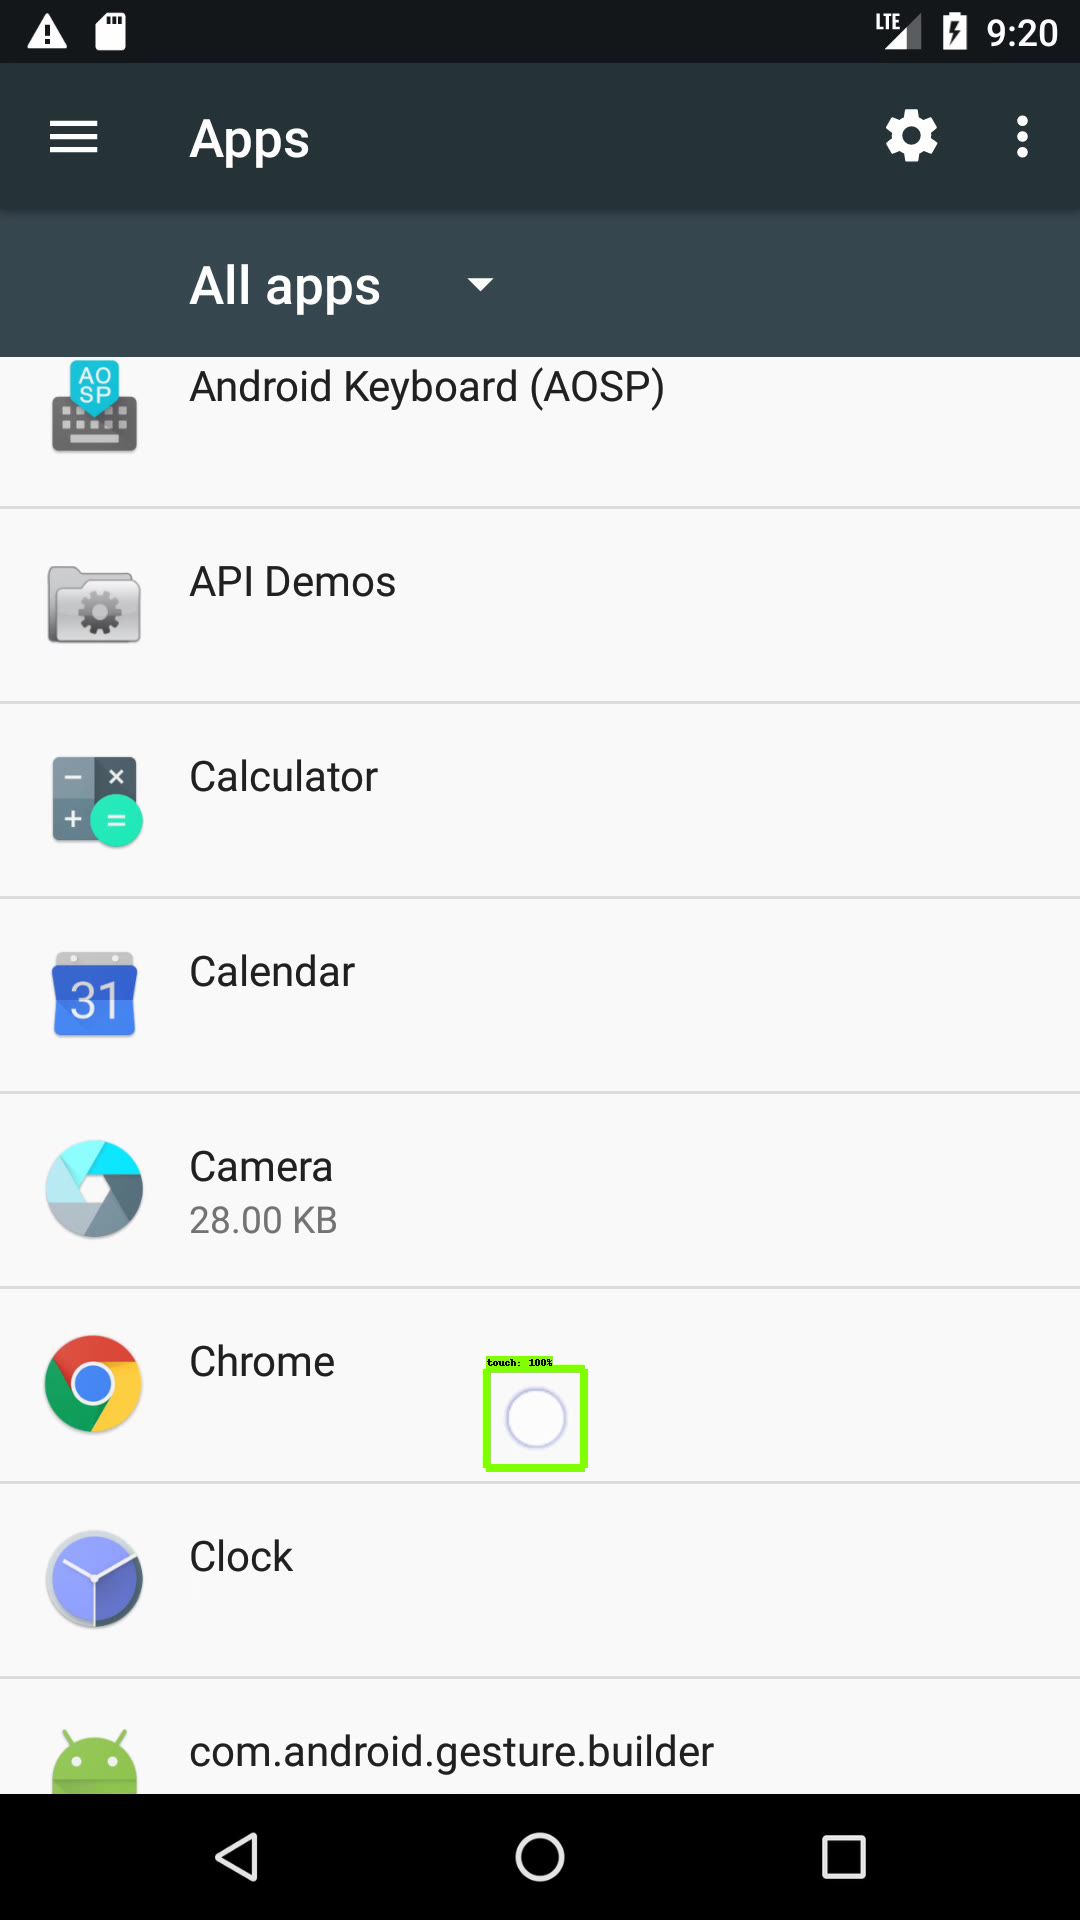 LTE 9:20
Apps
All apps
AO
SP
Android Keyboard (AOSP)
API Demos
Calculator
31
Calendar
Camera
28.00 KB
Chrome
touch: 100%
Clock
com.android.gesture.builder